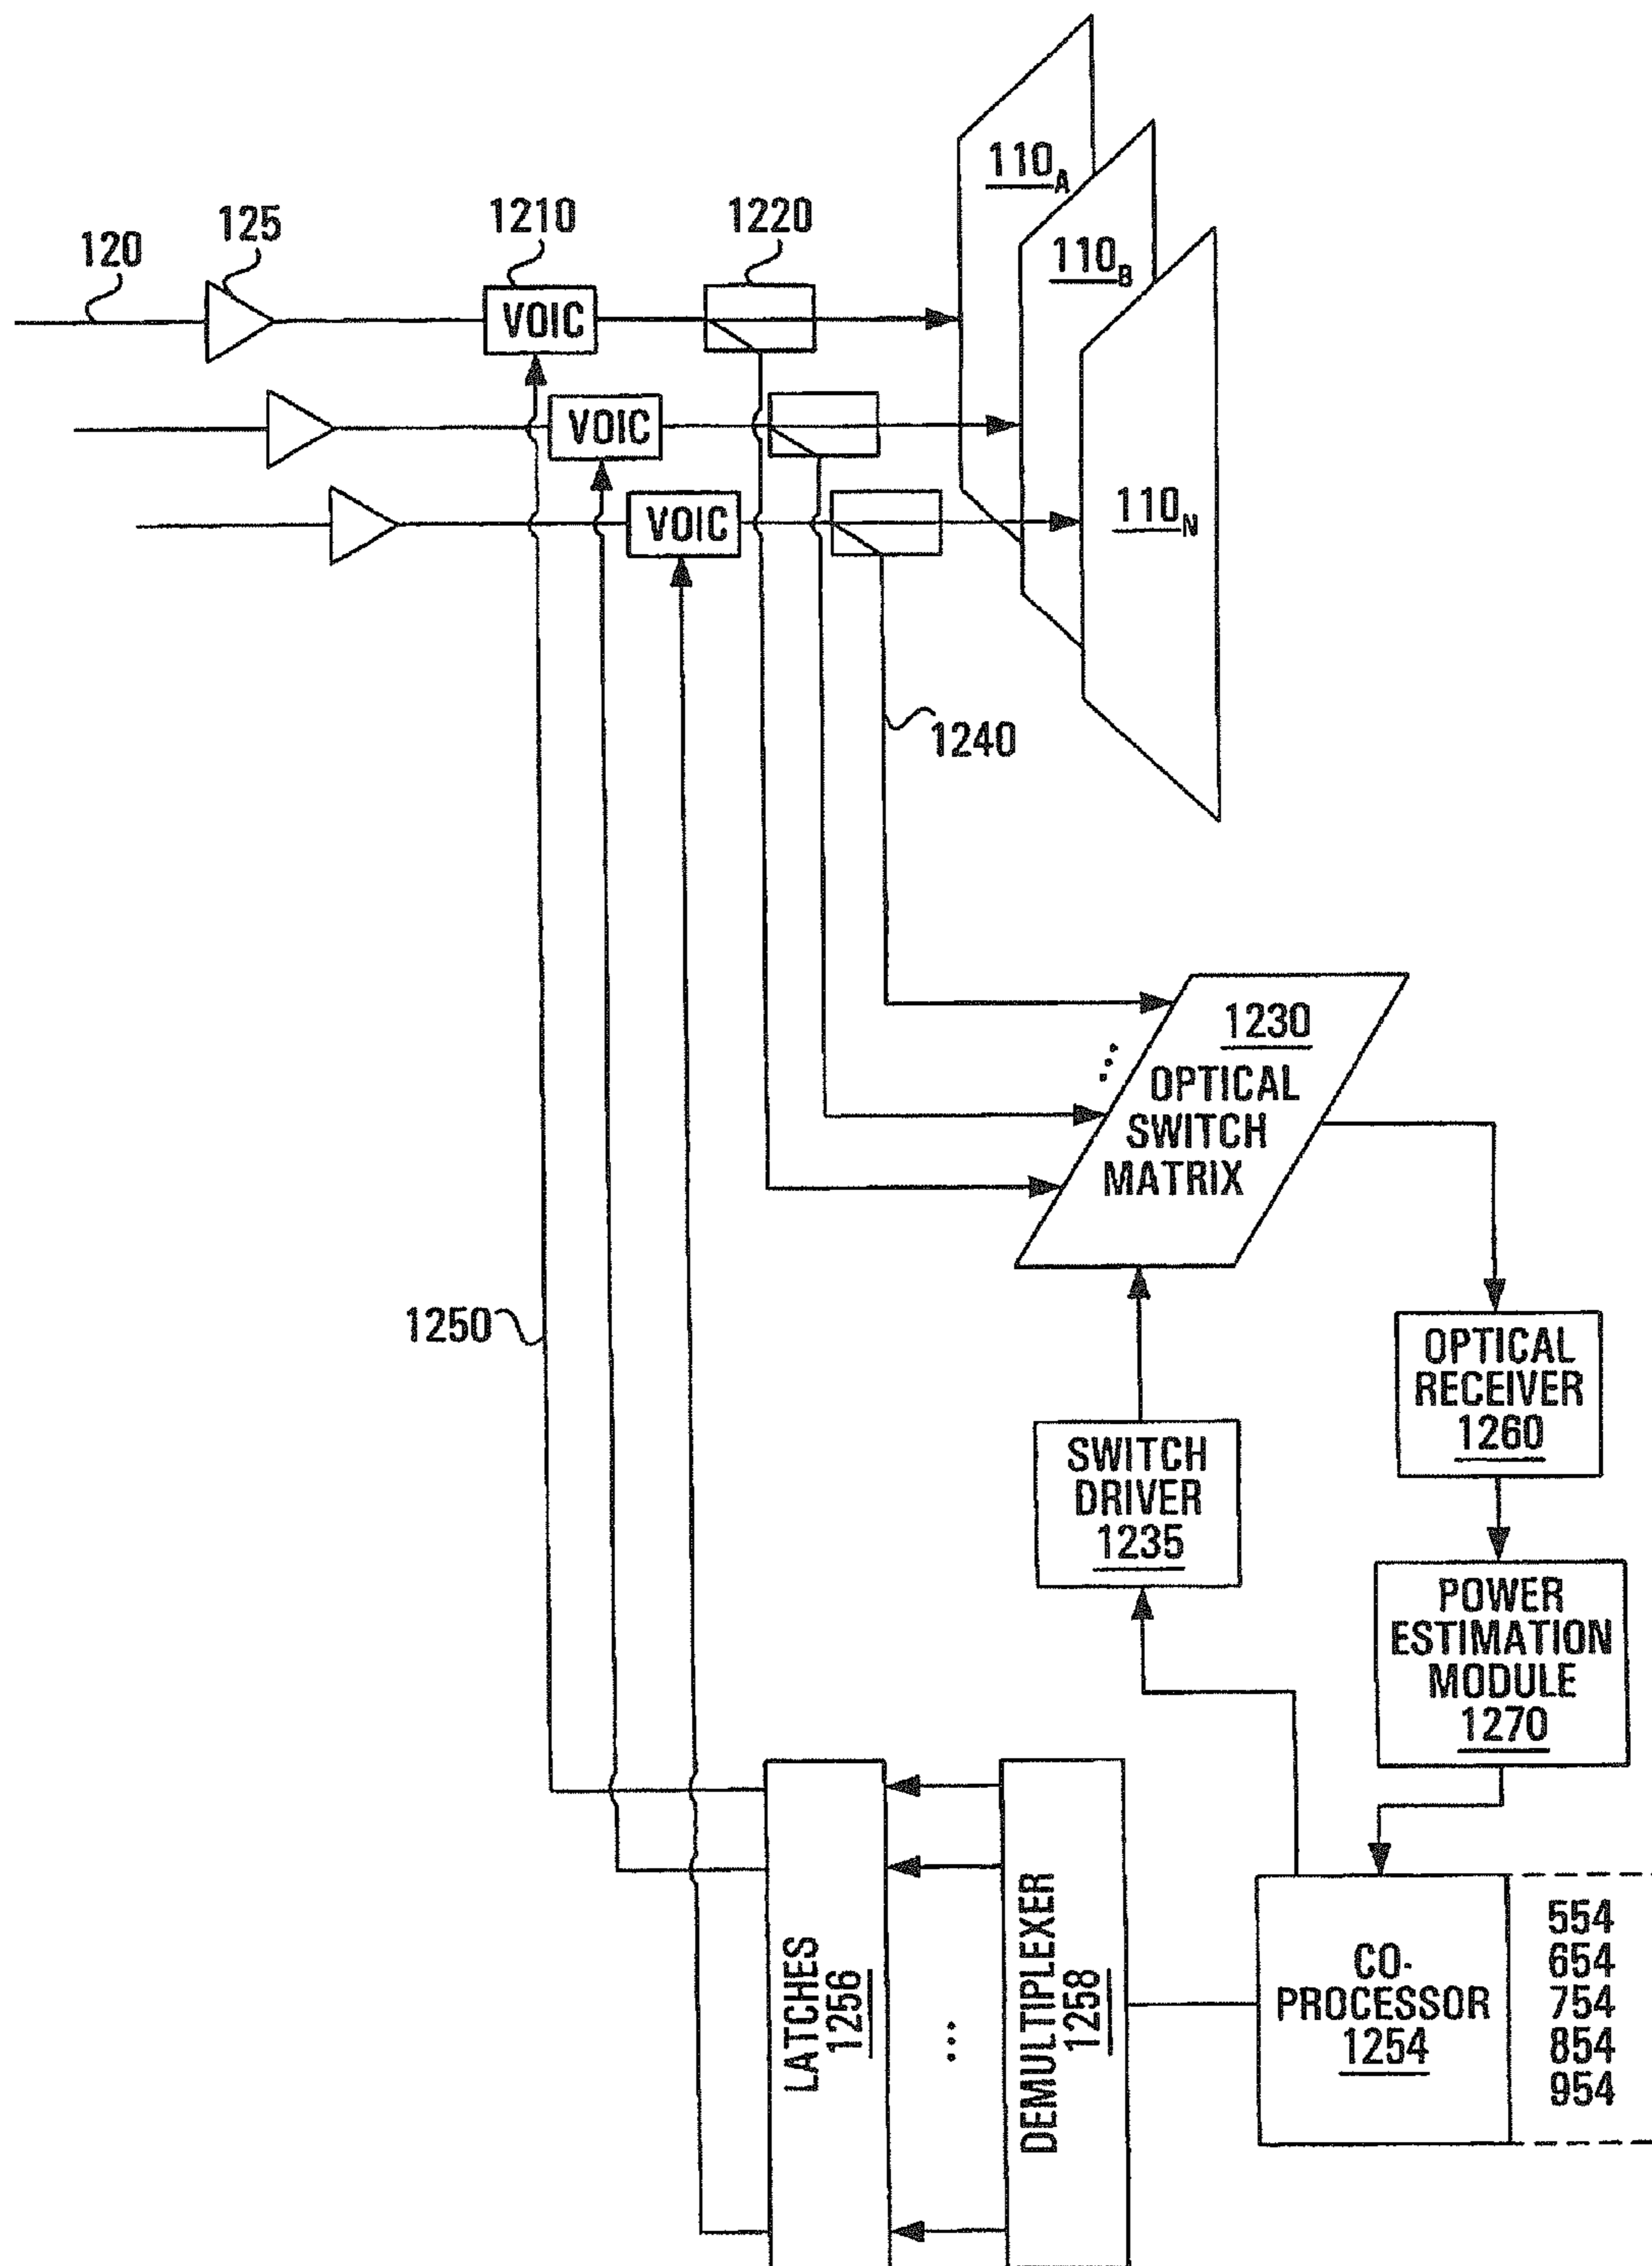 110A
110B
110N
120
125
1210
1220
VOIC
VOIC
VOIC
1240
1230
OPTICAL
SWITCH
MATRIX
1250
OPTICAL
RECEIVER
1260
SWITCH
DRIVER
1235
POWER
ESTIMATION
MODULE
1270
LATCHES
1256
...
DEMULTIPLEXER
1258
CO-
PROCESSOR
1254
554
654
754
854
954